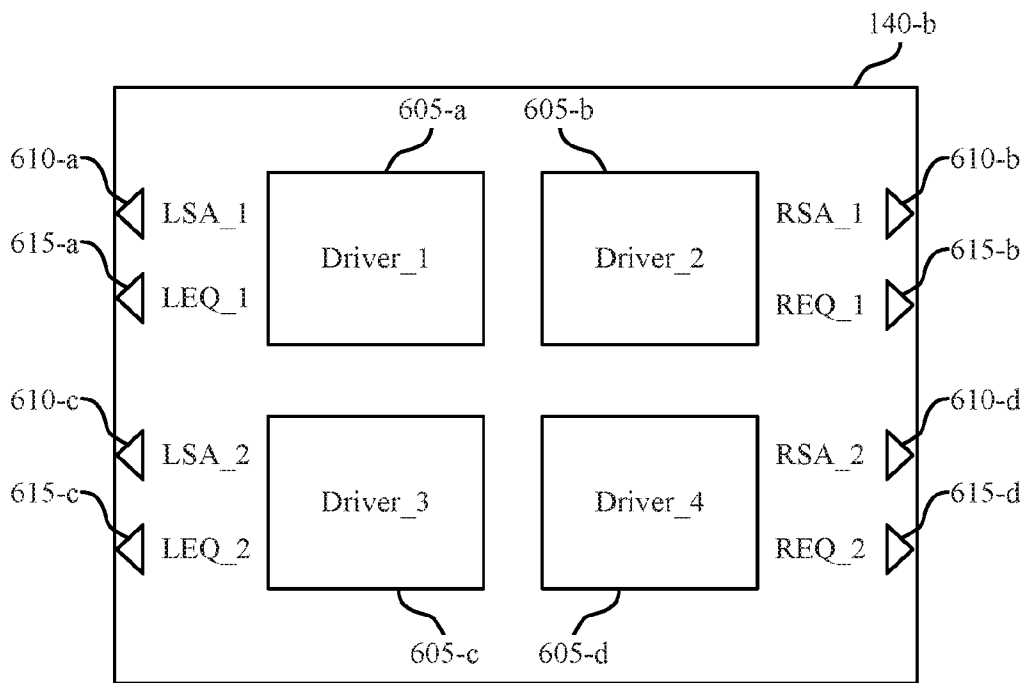 140-b
605-a
605-b
610-a
610-b
LSA_1
RSA_1
615-a
615-b
Driver_1
Driver_2
LEQ_1
REQ_1
610-c
610-d
LSA_2
RSA_2
615-c
615-d
Driver_3
Driver_4
LEQ_2
REQ_2
605-c
605-d